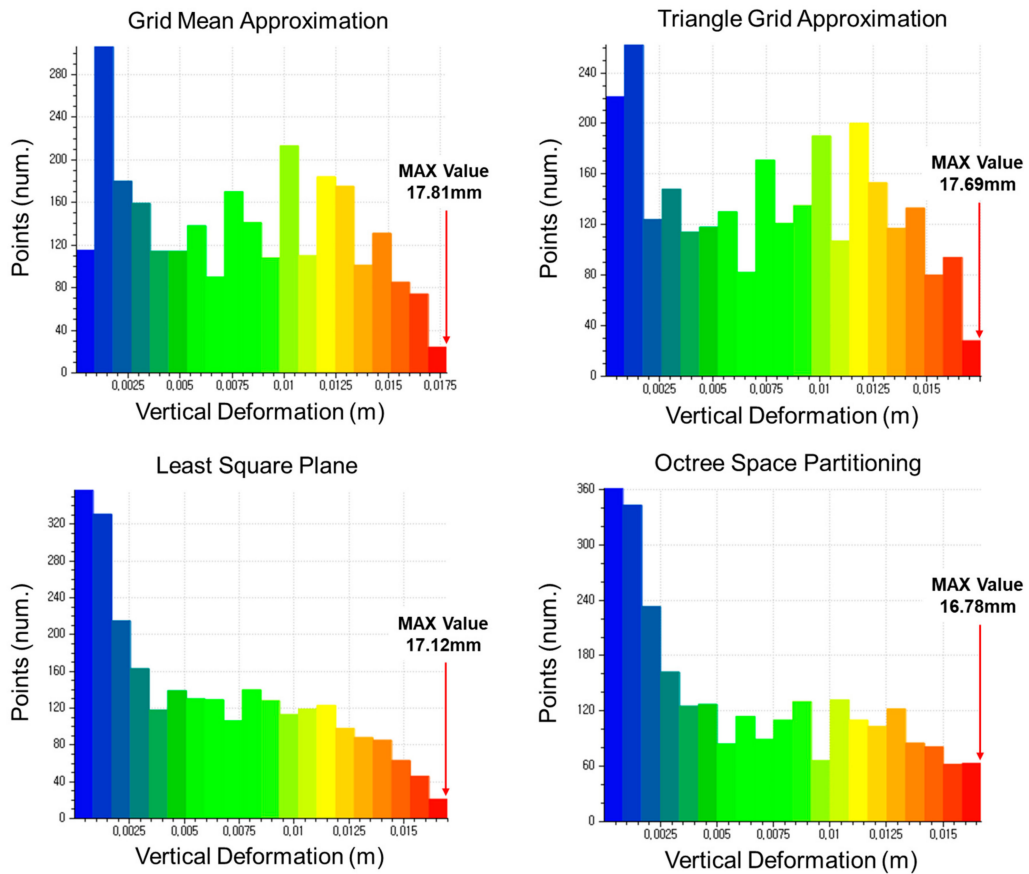 Grid Mean Approximation
Points (num.)
280
240
200
160
120
80
40
0
MAX Value
17.81mm
0,0025 0,005 0,0075 0,01 0,0125 0,015 0,0175
Vertical Deformation (m)
Triangle Grid Approximation
Points (num.)
240
200
160
120
80
40
0
MAX Value
17.69mm
0,0025 0,005 0,0075 0,01 0,0125 0,015
Vertical Deformation (m)
Least Square Plane
Points (num.)
320
280
240
200
160
120
80
40
0
MAX Value
17.12mm
0,0025 0,005 0,0075 0,01 0,0125 0,015
Vertical Deformation (m)
Octree Space Partitioning
Points (num.)
360
300
240
180
120
60
0
MAX Value
16.78mm
0,0025 0,005 0,0075 0,01 0,0125 0,015
Vertical Deformation (m)